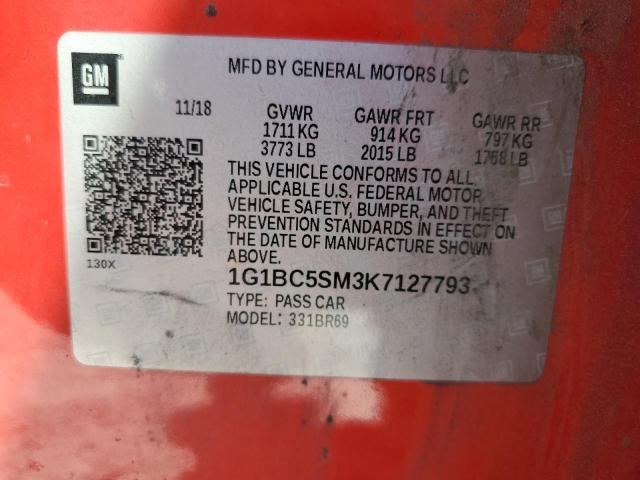 GM
MFD BY GENERAL MOTORS LLC
11/18 GVWR GAWR FRT GAWR RR
1711 KG 914 KG 797 KG
3773 LB 2015 LB 1758 LB
THIS VEHICLE CONFORMS TO ALL
APPLICABLE U.S. FEDERAL MOTOR
VEHICLE SAFETY, BUMPER, AND THEFT
PREVENTION STANDARDS IN EFFECT ON
THE DATE OF MANUFACTURE SHOWN
ABOVE.
130X
1G1BC5SM3K7127793
TYPE: PASS CAR
MODEL: 331BR69